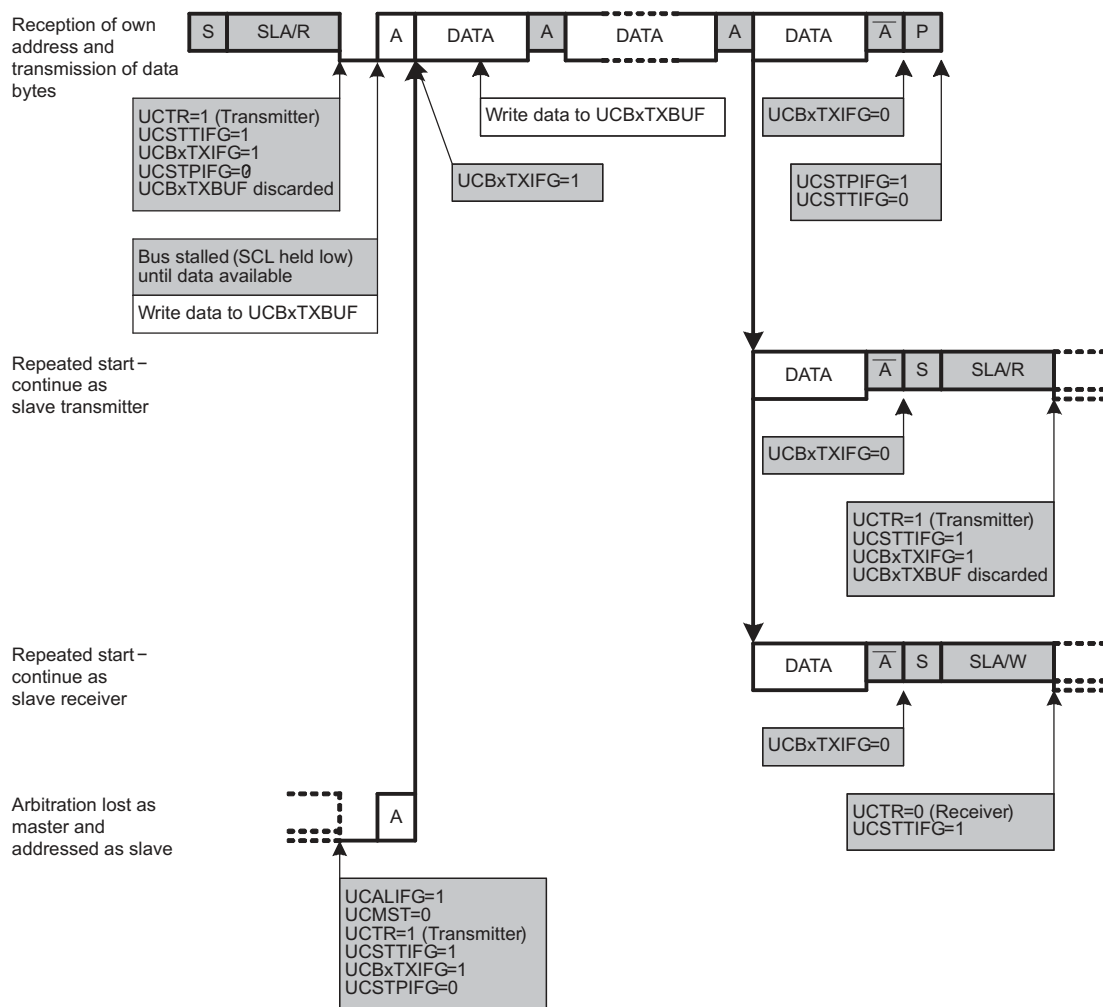 Reception of own
address and
transmission of data
bytes
S SLA/R A DATA A DATA A DATA A P
UCTR=1 (Transmitter)
UCSTTIFG=1
UCBxTXIFG=1
UCSTPIFG=0
UCBxTXBUF discarded
Write data to UCBxTXBUF
UCBxTXIFG=1
UCBxTXIFG=0
UCSTPIFG=1
UCSTTIFG=0
Bus stalled (SCL held low)
until data available
Write data to UCBxTXBUF
Repeated start−
continue as
slave transmitter
DATA A S SLA/R
UCBxTXIFG=0
UCTR=1 (Transmitter)
UCSTTIFG=1
UCBxTXIFG=1
UCBxTXBUF discarded
Repeated start−
continue as
slave receiver
DATA A S SLA/W
UCBxTXIFG=0
UCTR=0 (Receiver)
UCSTTIFG=1
Arbitration lost as
master and
addressed as slave
A
UCALIFG=1
UCMST=0
UCTR=1 (Transmitter)
UCSTTIFG=1
UCBxTXIFG=1
UCSTPIFG=0